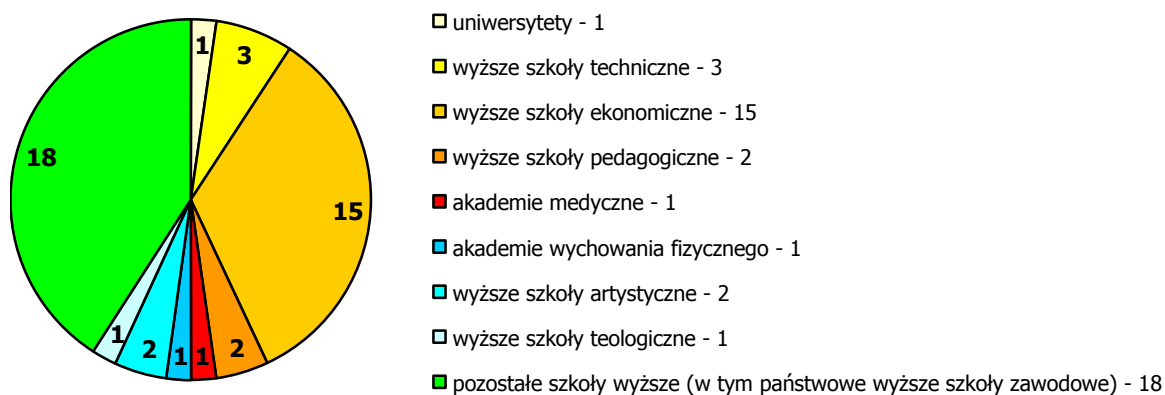 1
3
15
2
1
1
2
1
18
uniwersytety - 1
wyższe szkoły techniczne - 3
wyższe szkoły ekonomiczne - 15
wyższe szkoły pedagogiczne - 2
akademie medyczne - 1
akademie wychowania fizycznego - 1
wyższe szkoły artystyczne - 2
wyższe szkoły teologiczne - 1
pozostałe szkoły wyższe (w tym państwowe wyższe szkoły zawodowe) - 18